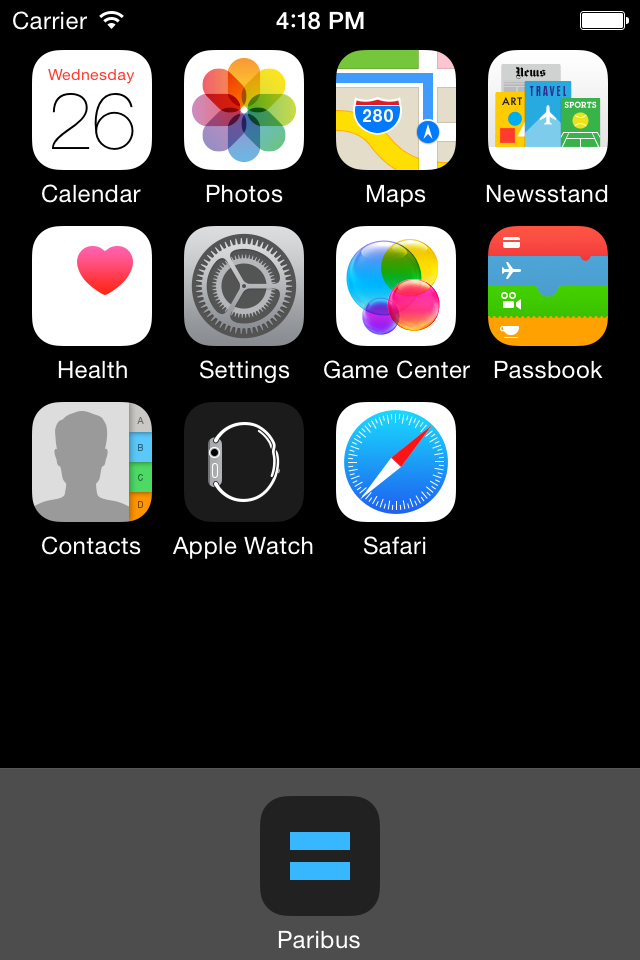 Carrier 4:18 PM
Wednesday
26
280
News
TRAVEL
ART
SPORTS
Calendar Photos Maps Newsstand
Health Settings Game Center Passbook
A
B
C
D
Contacts Apple Watch Safari
Paribus